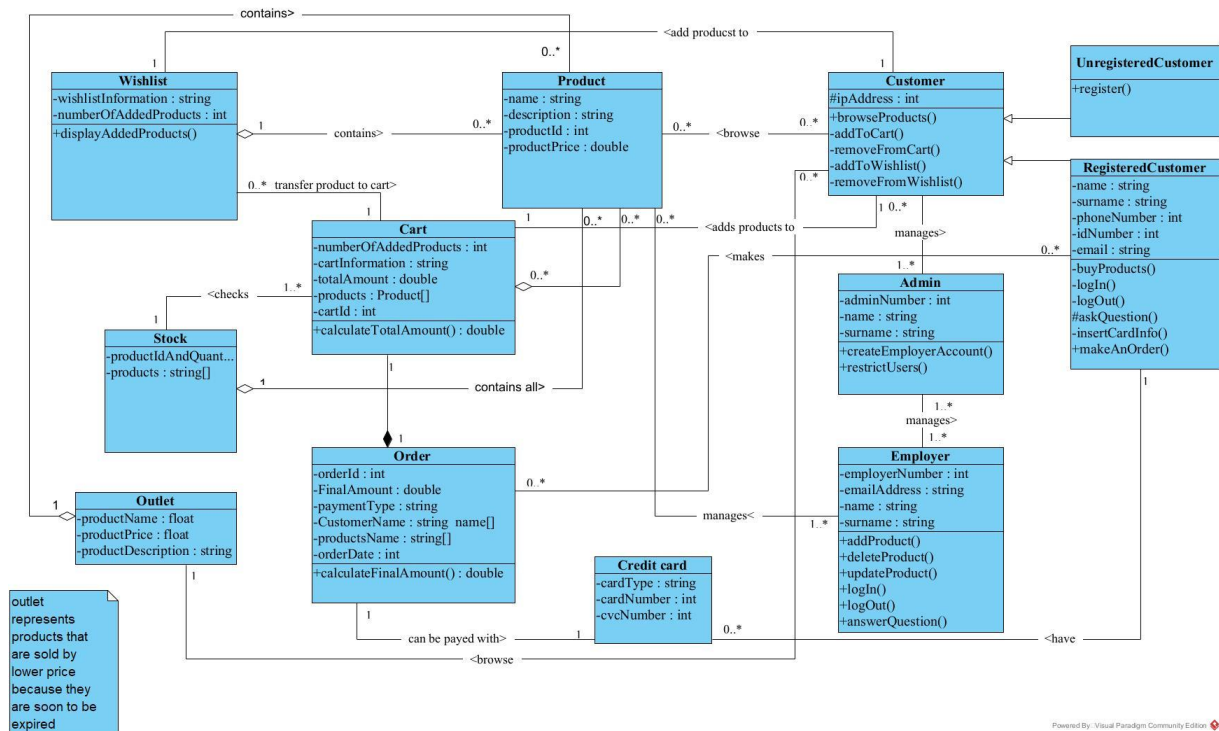 contains>
<add producst to
1
1
0..*
Wishlist
-wishlistInformation : string
-numberOfAddedProducts : int
+displayAddedProducts()
Product
-name : string
-description : string
-productId : int
-productPrice : double
Customer
#ipAddress : int
+browseProducts()
-addToCart()
-removeFromCart()
-addToWishlist()
-removeFromWishlist()
UnregisteredCustomer
+register()
1
contains>
0..*
0..*
<browse
0..*
RegisteredCustomer
-name : string
-surname : string
-phoneNumber : int
-idNumber : int
-email : string
-buyProducts()
-logIn()
-logOut()
#askQuestion()
-insertCardInfo()
+makeAnOrder()
0..*
transfer product to cart>
1
0..*
1
0..*
0..*
0..*
1
0..*
<adds products to
manages>
<makes
0..*
1..*
Cart
-numberOfAddedProducts : int
-cartInformation : string
-totalAmount : double
-products : Product[]
-cartId : int
+calculateTotalAmount() : double
0..*
<checks
1..*
1
Admin
-adminNumber : int
-name : string
-surname : string
+createEmployerAccount()
+restrictUsers()
Stock
-productIdAndQuant...
-products : string[]
1
contains all>
1
1
1
1..*
manages>
1..*
Order
-orderId : int
-FinalAmount : double
-paymentType : string
-CustomerName : string name[]
-productsName : string[]
-orderDate : int
+calculateFinalAmount() : double
0..*
Employer
-employerNumber : int
-emailAddress : string
-name : string
-surname : string
+addProduct()
+deleteProduct()
+updateProduct()
+logIn()
+logOut()
+answerQuestion()
manages<
1..*
1
Outlet
-productName : float
-productPrice : float
-productDescription : string
1
Credit card
-cardType : string
-cardNumber : int
-cvcNumber : int
1
can be payed with>
1
0..*
<have
<browse
outlet
represents
products that
are sold by
lower price
because they
are soon to be
expired
Powered By Visual Paradigm Community Edition